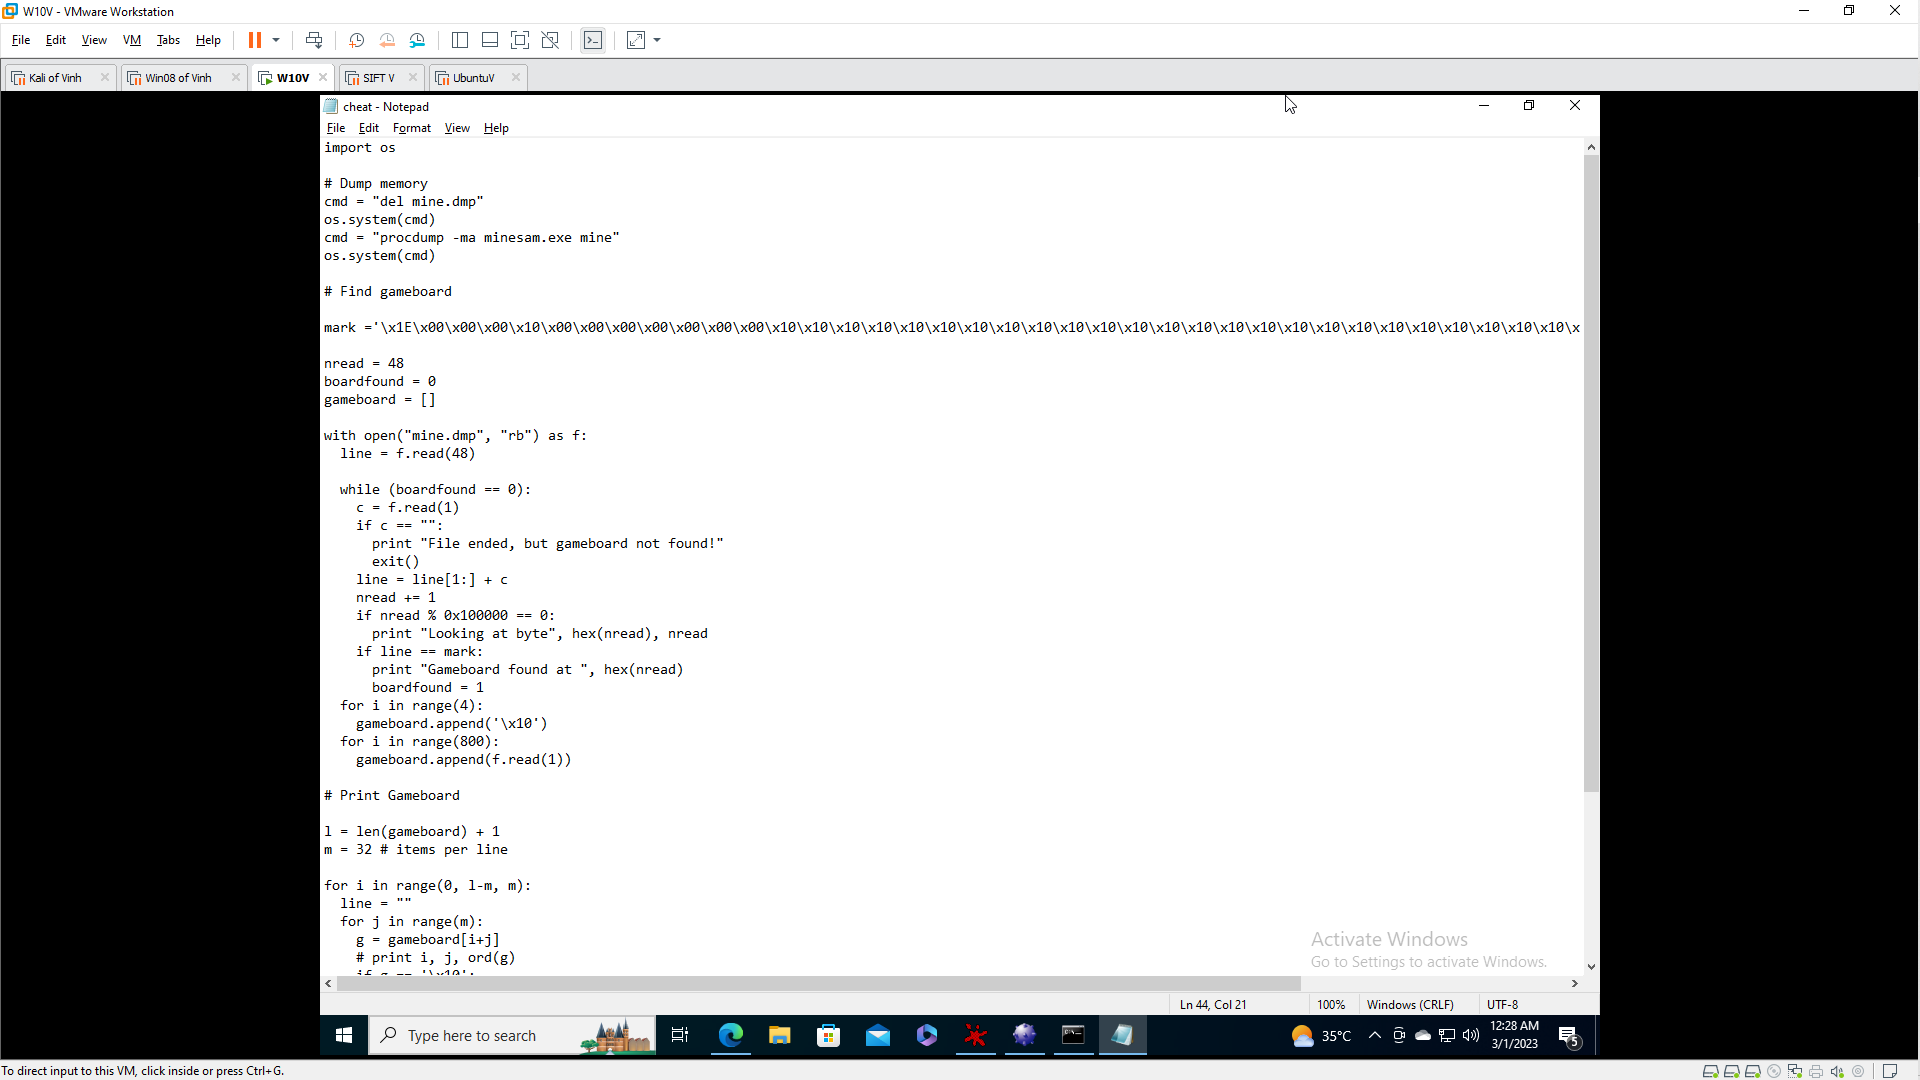 W10V - VMware Workstation
File Edit View VM Tabs Help
Kali of Vinh Win08 of Vinh W10V SIFT V UbuntuV
cheat - Notepad
File Edit Format View Help
import os
# Dump memory
cmd = "del mine.dmp"
os.system(cmd)
cmd = "procdump -ma minesam.exe mine"
os.system(cmd)
# Find gameboard
mark ='\x1E\x00\x00\x00\x10\x00\x00\x00\x00\x00\x00\x00\x10\x10\x10\x10\x10\x10\x10\x10\x10\x10\x10\x10\x10\x10\x10\x10\x10\x10\x10\x10\x10\x10\x10\x10\x10\x
nread = 48
boardfound = 0
gameboard = []
with open("mine.dmp", "rb") as f:
line = f.read(48)
while (boardfound == 0):
c = f.read(1)
if c == "":
print "File ended, but gameboard not found!"
exit()
line = line[1:] + c
nread += 1
if nread % 0x100000 == 0:
print "Looking at byte", hex(nread), nread
if line == mark:
print "Gameboard found at ", hex(nread)
boardfound = 1
for i in range(4):
gameboard.append('\x10')
for i in range(800):
gameboard.append(f.read(1))
# Print Gameboard
l = len(gameboard) + 1
m = 32 # items per line
for i in range(0, l-m, m):
line = ""
for j in range(m):
g = gameboard[i+j]
# print i, j, ord(g)
if g == '\x10':
Activate Windows
Go to Settings to activate Windows.
Ln 44, Col 21 100% Windows (CRLF) UTF-8
Type here to search
35°C
12:28 AM
3/1/2023
5
To direct input to this VM, click inside or press Ctrl+G.